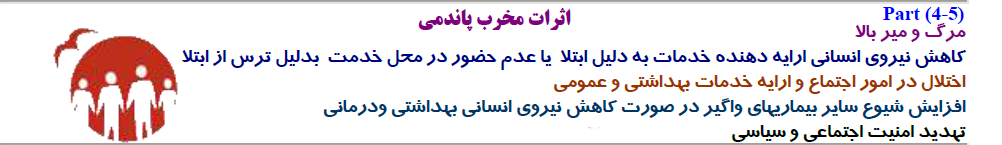 Part (4-5)
اثرات مخرب پاندمی
مرگ و میر بالا
کاهش نیروی انسانی ارایه دهنده خدمات به دلیل ابتلا یا عدم حضور در محل خدمت بدلیل ترس از ابتلا
اختلال در امور اجتماع و ارایه خدمات بهداشتی و عمومی
افزایش شیوع سایر بیماریهای واگیر در صورت کاهش نیروی انسانی بهداشتی ودرمانی
تهدید امنیت اجتماعی و سیاسی